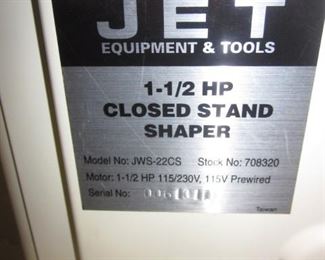 JET
EQUIPMENT & TOOLS
1-1/2 HP
CLOSED STAND
SHAPER
Model No: JWS-22CS Stock No: 708320
Motor: 1-1/2 HP 115/230V, 115V Prewired
Serial No:
Taiwan